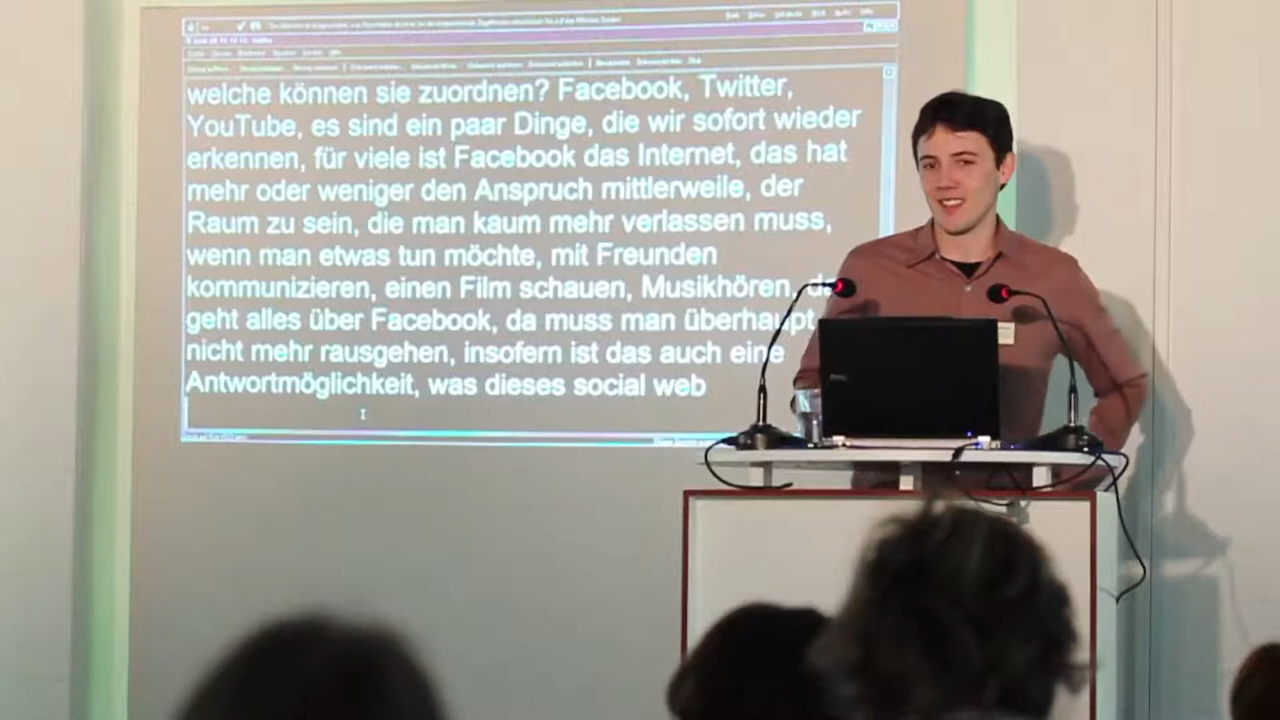 welche können sie zuordnen? Facebook, Twitter,
YouTube, es sind ein paar Dinge, die wir sofort wieder
erkennen, für viele ist Facebook das Internet, das hat
mehr oder weniger den Anspruch mittlerweile, der
Raum zu sein, die man kaum mehr verlassen muss,
wenn man etwas tun möchte, mit Freunden
kommunizieren, einen Film schauen, Musikhören,
geht alles über Facebook, da muss man überhaupt
nicht mehr rausgehen, insofern ist das auch eine
Antwortmöglichkeit, was dieses social web